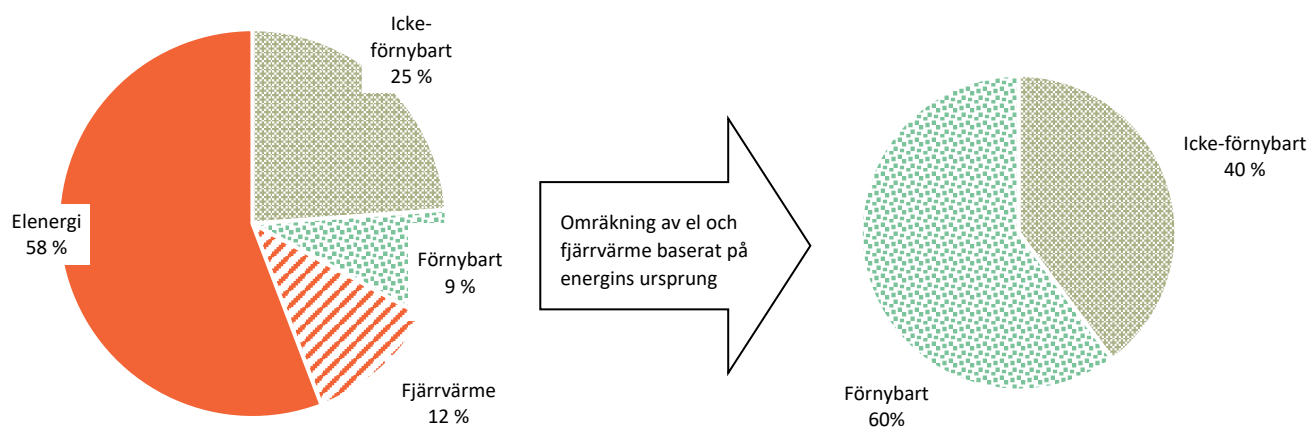 Icke-
förnybart
25 %
Elenergi
58 %
Förnybart
9 %
Fjärrvärme
12 %
Omräkning av el och
fjärrvärme baserat på
energins ursprung
Icke-förnybart
40 %
Förnybart
60%